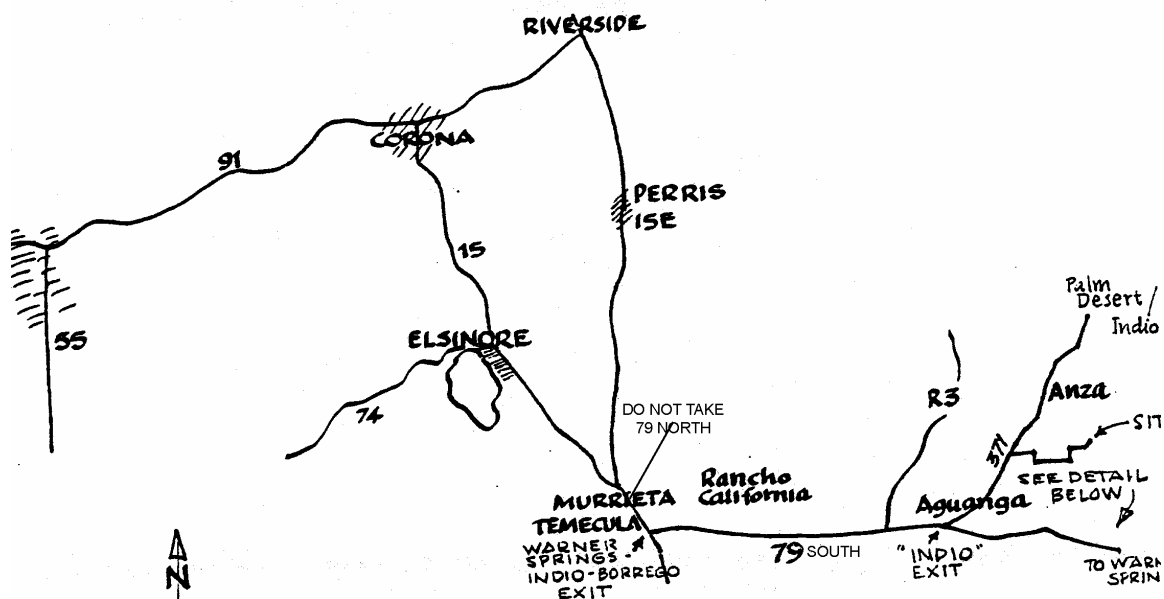 RIVERSIDE
CORONA
91
PERRIS
15E
15
55
ELSINORE
74
Palm
Desert /
Indio
R3
Anza
371
SIT
DO NOT TAKE
79 NORTH
SEE DETAIL
BELOW
Rancho
California
MURRIETA
TEMECULA
Aguanga
WARNER
SPRINGS -
INDIO-BORREGO
EXIT
79 SOUTH
"INDIO"
EXIT
TO WARN
SPRIN
N